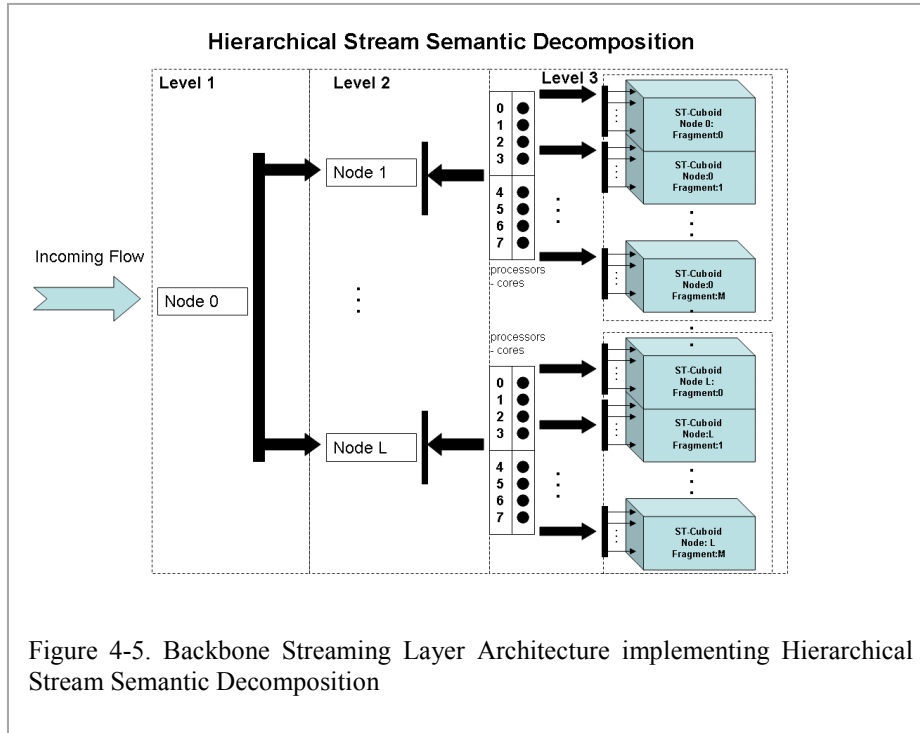 Hierarchical Stream Semantic Decomposition
Level 1
Level 2
Level 3
Incoming Flow
Node 0
Node 1
Node L
0
1
2
3
4
5
6
7
processors
- cores
processors
- cores
0
1
2
3
4
5
6
7
ST-Cuboid
Node 0:
Fragment:0
ST-Cuboid
Node:0
Fragment:1
ST-Cuboid
Node:0
Fragment:M
ST-Cuboid
Node L:
Fragment:0
ST-Cuboid
Node:L
Fragment:1
ST-Cuboid
Node: L
Fragment:M
Figure 4-5. Backbone Streaming Layer Architecture implementing Hierarchical
Stream Semantic Decomposition